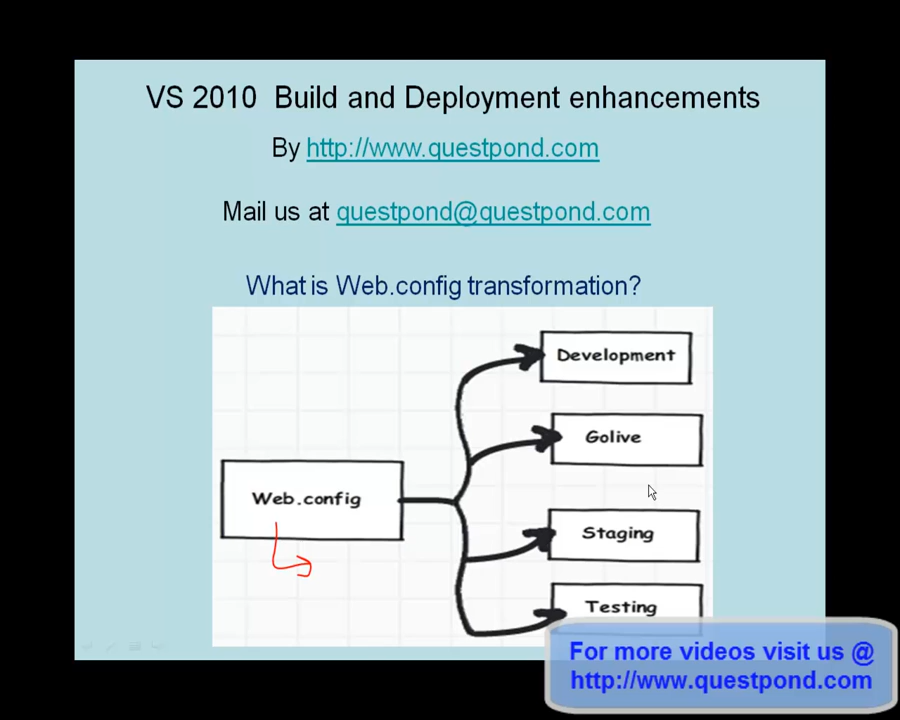 VS 2010 Build and Deployment enhancements
By http://www.questpond.com
Mail us at questpond@questpond.com
What is Web.config transformation?
Development
Golive
Web.config
Staging
Testing
For more videos visit us @
http://www.questpond.com